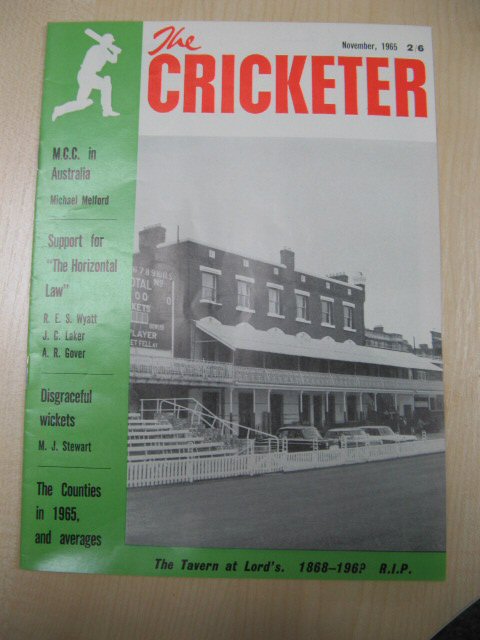 The
November, 1965 2/6
CRICKETER
M.C.C. in
Australia
Michael Melford
Support for
"The Horizontal
Law"
R. E. S. Wyatt
J. C. Laker
A. R. Gover
Disgraceful
wickets
M. J. Stewart
The Counties
in 1965,
and averages
TOTAL
PLAYER
The Tavern at Lord's. 1868-196? R.I.P.